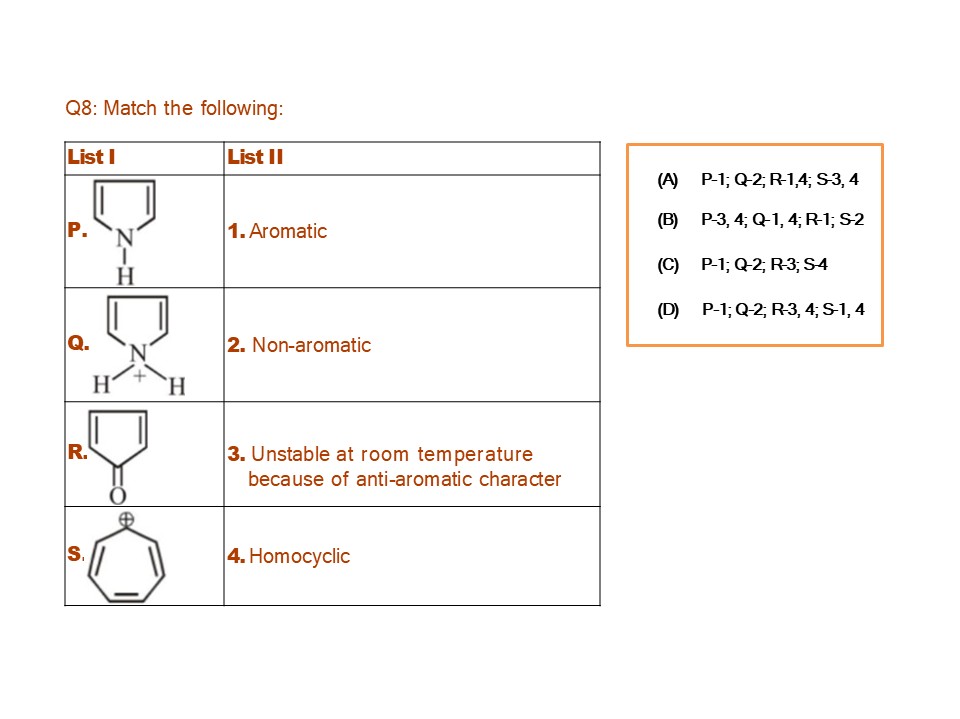 Q8: Match the following:
List I
List II
P.
N
H
1. Aromatic
Q.
N
H + H
2. Non-aromatic
R.
O
3. Unstable at room temperature
because of anti-aromatic character
S.
⊕
4. Homocyclic
(A) P-1; Q-2; R-1,4; S-3, 4
(B) P-3, 4; Q-1, 4; R-1; S-2
(C) P-1; Q-2; R-3; S-4
(D) P-1; Q-2; R-3, 4; S-1, 4